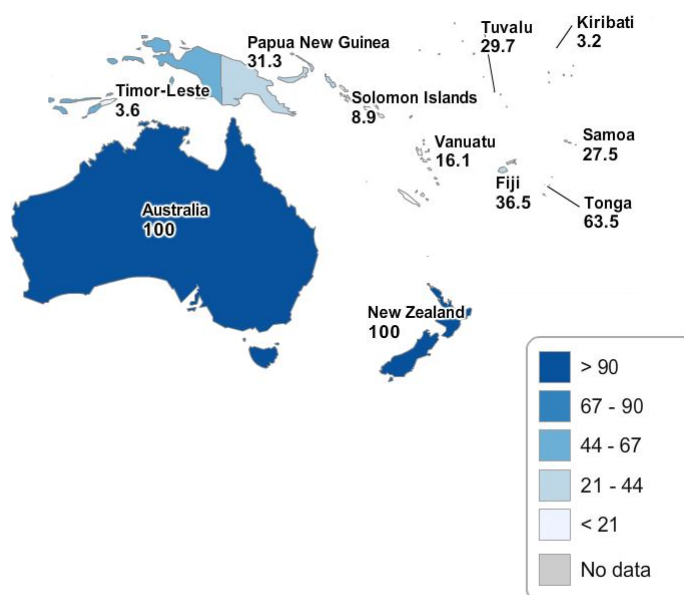 Tuvalu
29.7
Kiribati
3.2
Papua New Guinea
31.3
Timor-Leste
3.6
Solomon Islands
8.9
Vanuatu
16.1
Samoa
27.5
Fiji
36.5
Tonga
63.5
Australia
100
New Zealand
100
> 90
67 - 90
44 - 67
21 - 44
< 21
No data